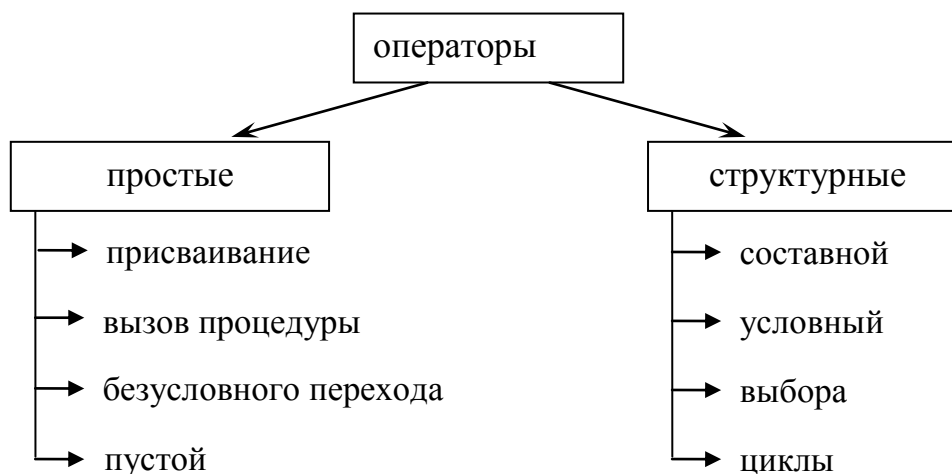 операторы
простые
присваивание
вызов процедуры
безусловного перехода
пустой
структурные
составной
условный
выбора
циклы